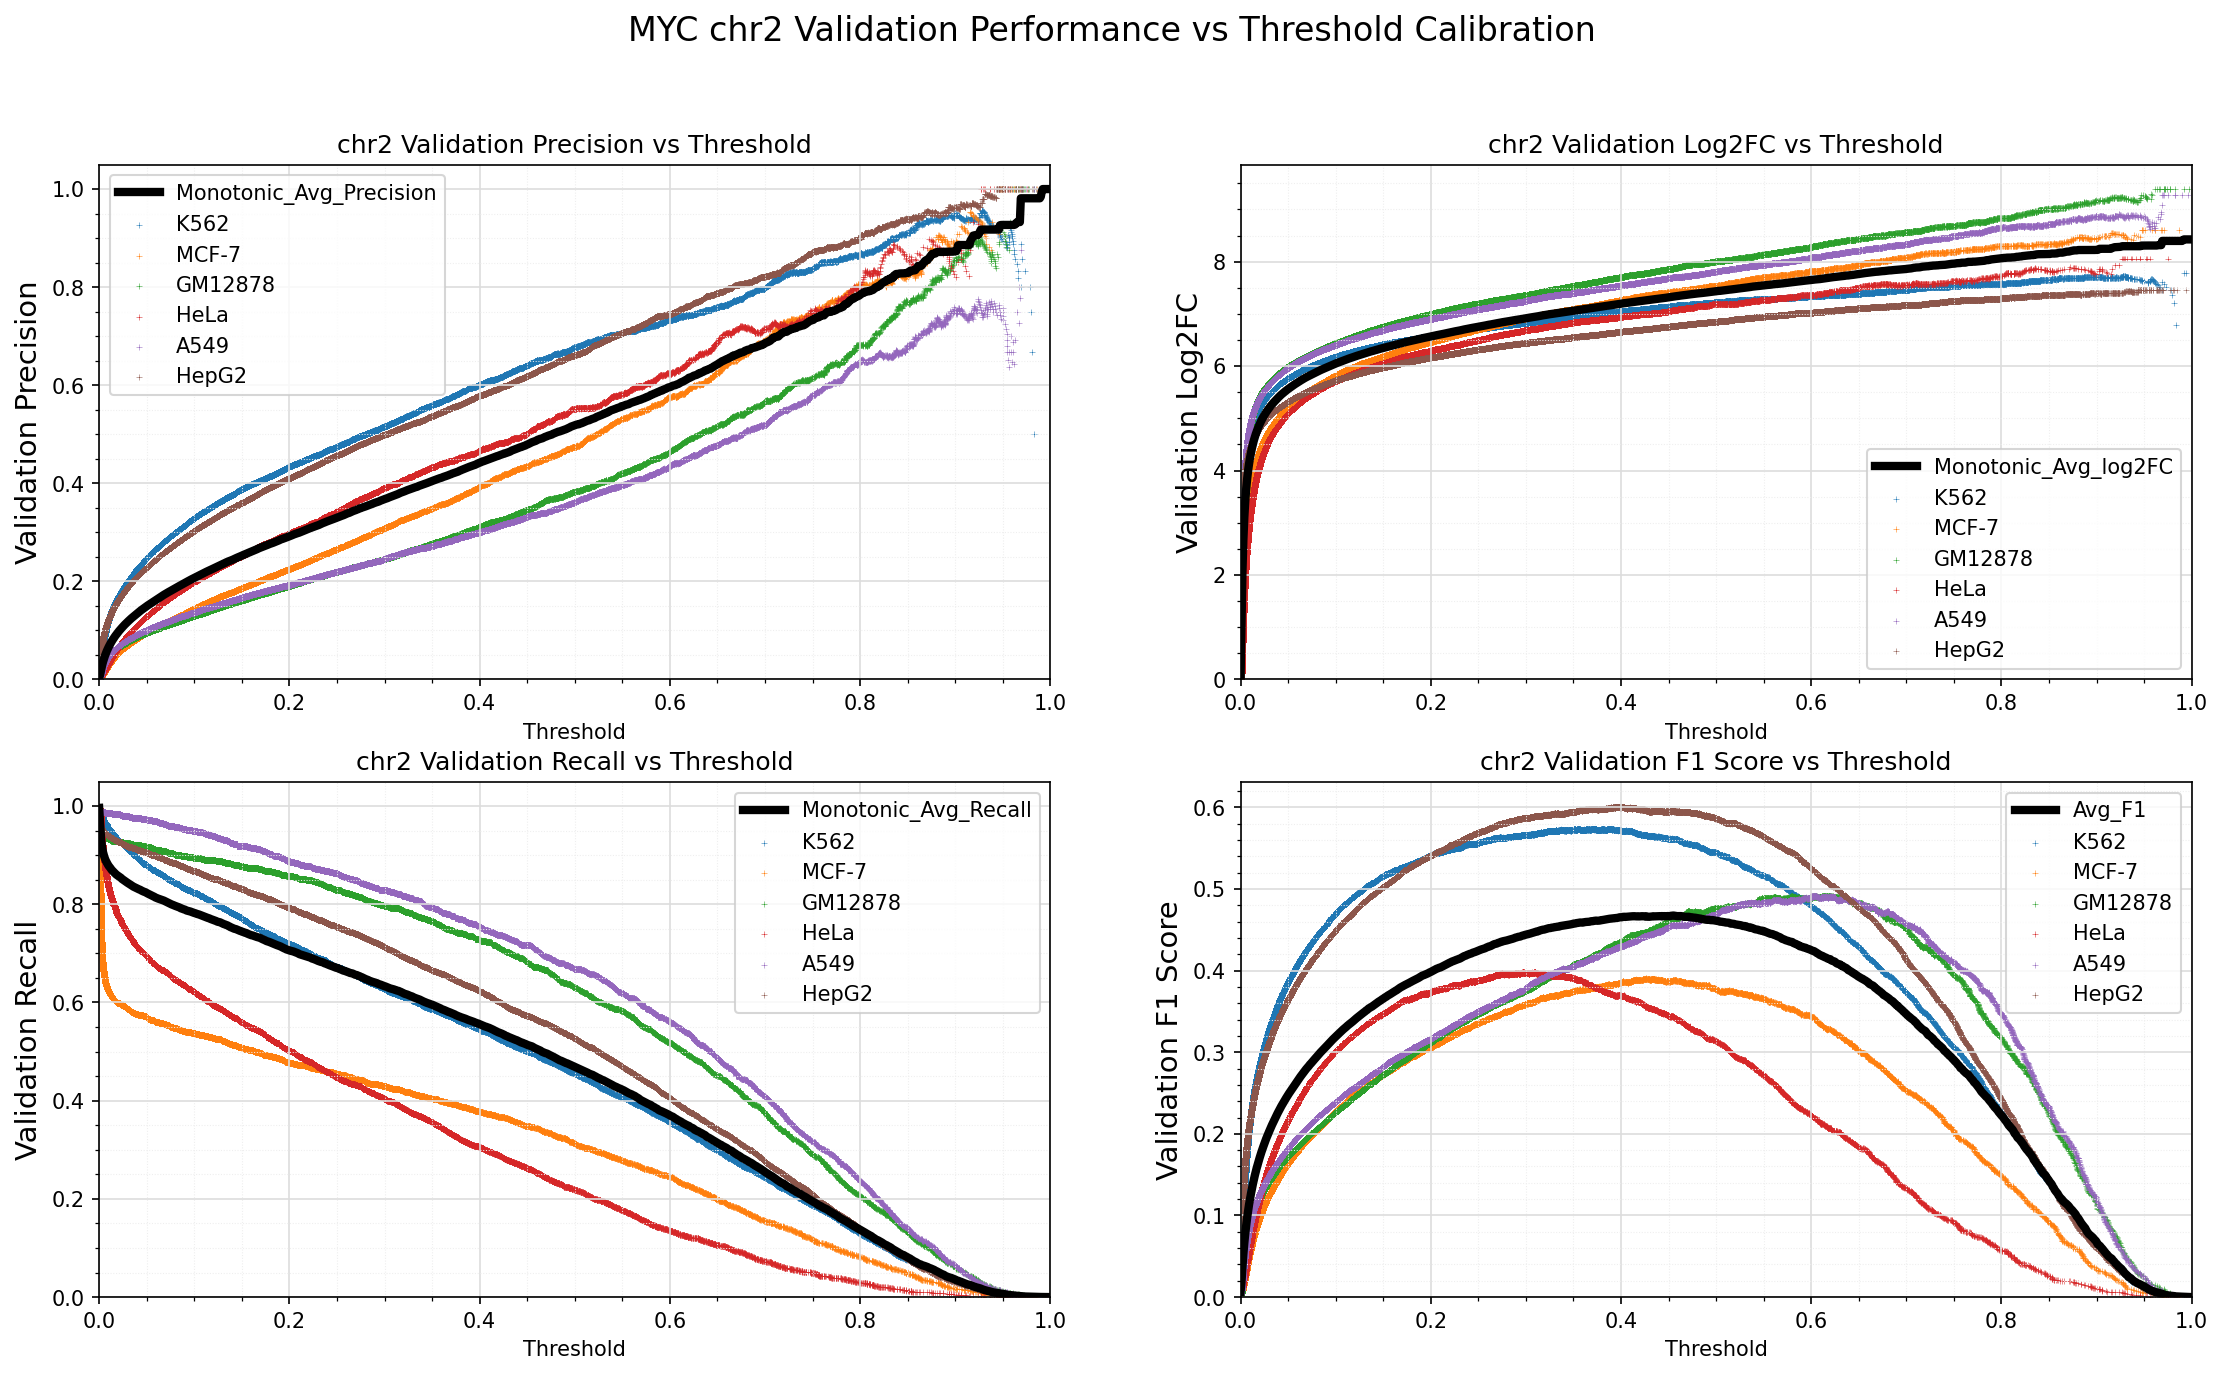 MYC chr2 Validation Performance vs Threshold Calibration
chr2 Validation Precision vs Threshold
Validation Precision
1.0
0.8
0.6
0.4
0.2
0.0
Monotonic_Avg_Precision
K562
MCF-7
GM12878
HeLa
A549
HepG2
0.0 0.2 0.4 0.6 0.8 1.0
Threshold
chr2 Validation Log2FC vs Threshold
Validation Log2FC
8
6
4
2
0
Monotonic_Avg_log2FC
K562
MCF-7
GM12878
HeLa
A549
HepG2
0.0 0.2 0.4 0.6 0.8 1.0
Threshold
chr2 Validation Recall vs Threshold
Validation Recall
1.0
0.8
0.6
0.4
0.2
0.0
Monotonic_Avg_Recall
K562
MCF-7
GM12878
HeLa
A549
HepG2
0.0 0.2 0.4 0.6 0.8 1.0
Threshold
chr2 Validation F1 Score vs Threshold
Validation F1 Score
0.6
0.5
0.4
0.3
0.2
0.1
0.0
Avg_F1
K562
MCF-7
GM12878
HeLa
A549
HepG2
0.0 0.2 0.4 0.6 0.8 1.0
Threshold